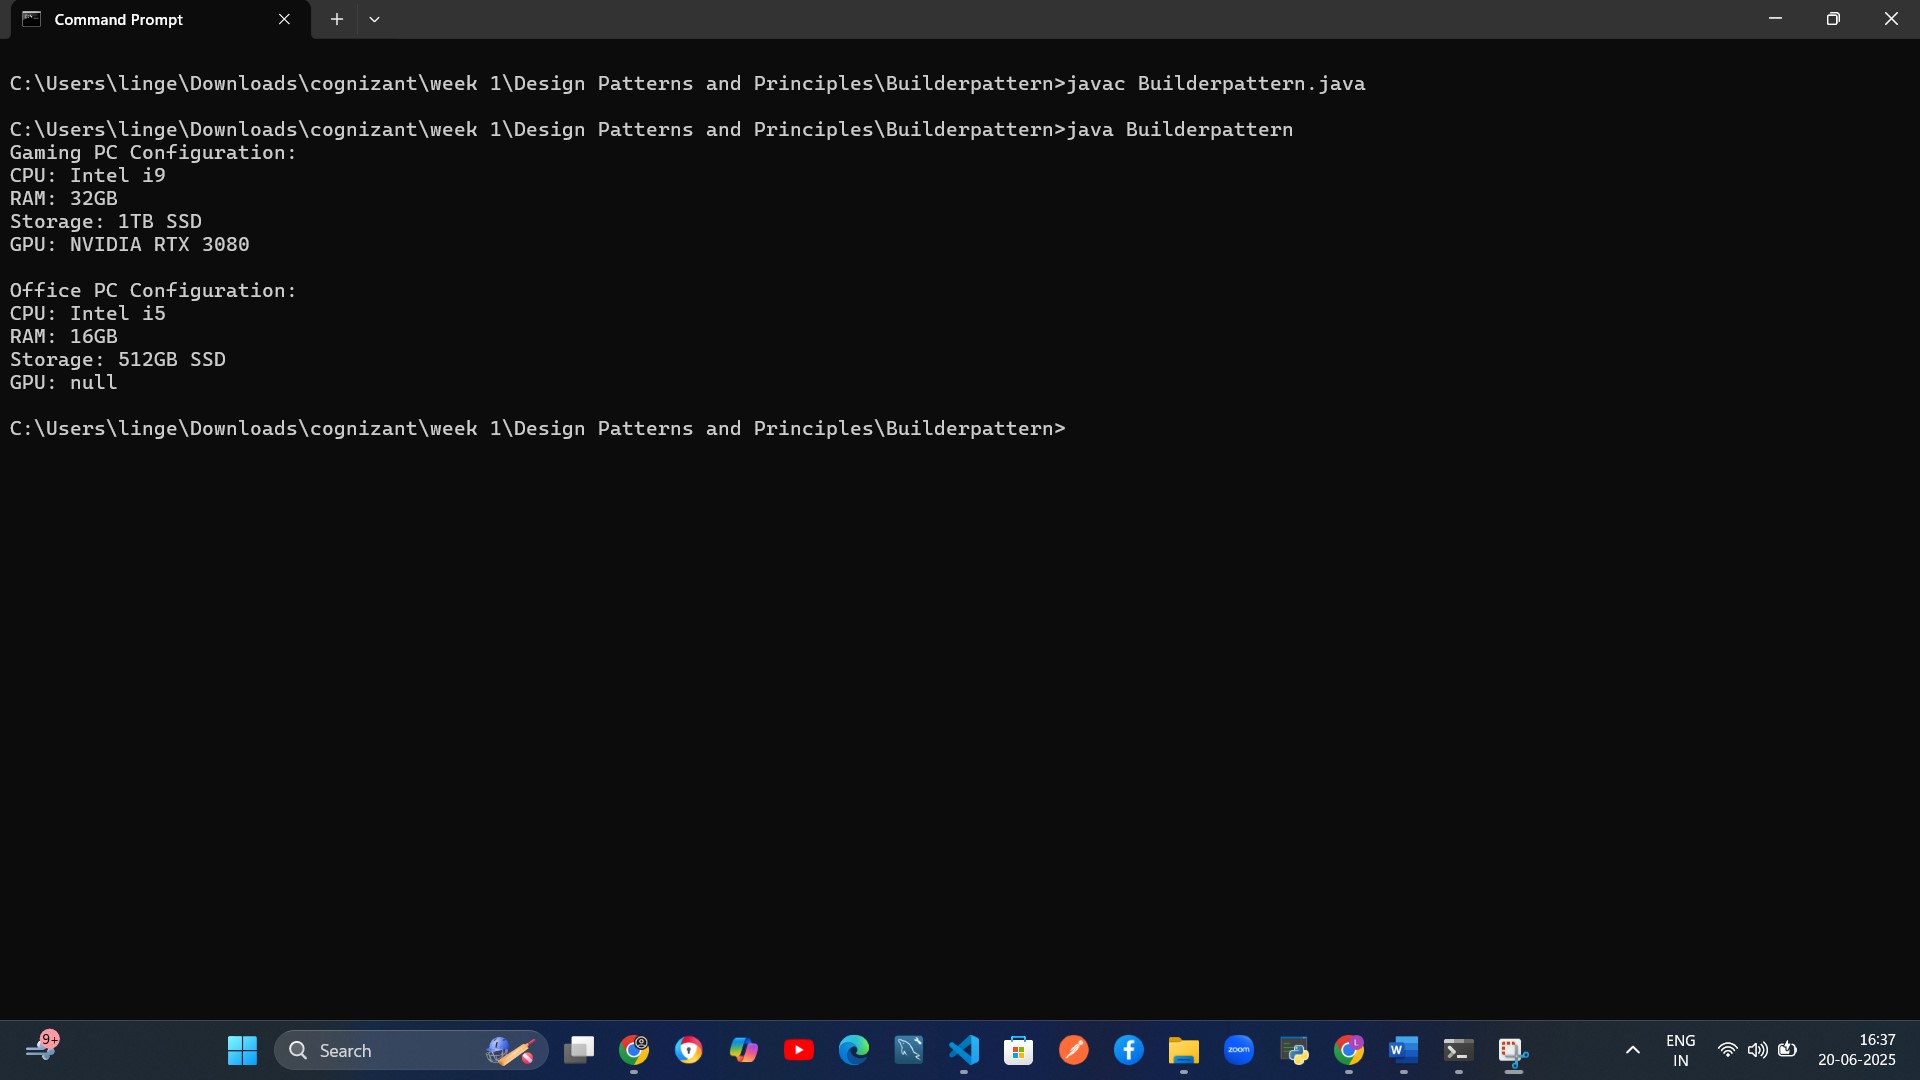 Command Prompt
C:\Users\linge\Downloads\cognizant\week 1\Design Patterns and Principles\Builderpattern>javac Builderpattern.java
C:\Users\linge\Downloads\cognizant\week 1\Design Patterns and Principles\Builderpattern>java Builderpattern
Gaming PC Configuration:
CPU: Intel i9
RAM: 32GB
Storage: 1TB SSD
GPU: NVIDIA RTX 3080
Office PC Configuration:
CPU: Intel i5
RAM: 16GB
Storage: 512GB SSD
GPU: null
C:\Users\linge\Downloads\cognizant\week 1\Design Patterns and Principles\Builderpattern>
9+
Search
zoom
L
W
ENG
IN
16:37
20-06-2025